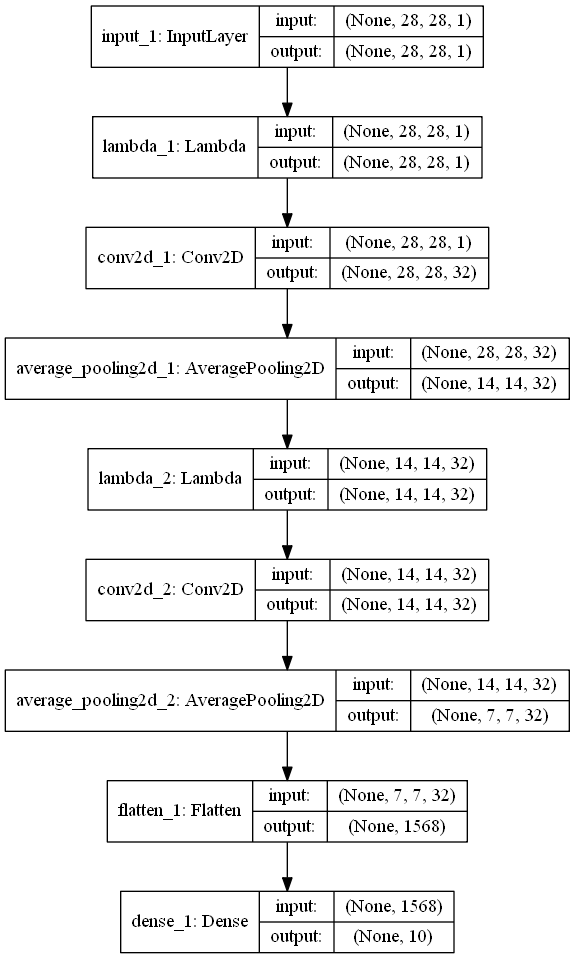 input_1: InputLayer
input:
(None, 28, 28, 1)
output:
(None, 28, 28, 1)
lambda_1: Lambda
input:
(None, 28, 28, 1)
output:
(None, 28, 28, 1)
conv2d_1: Conv2D
input:
(None, 28, 28, 1)
output:
(None, 28, 28, 32)
average_pooling2d_1: AveragePooling2D
input:
(None, 28, 28, 32)
output:
(None, 14, 14, 32)
lambda_2: Lambda
input:
(None, 14, 14, 32)
output:
(None, 14, 14, 32)
conv2d_2: Conv2D
input:
(None, 14, 14, 32)
output:
(None, 14, 14, 32)
average_pooling2d_2: AveragePooling2D
input:
(None, 14, 14, 32)
output:
(None, 7, 7, 32)
flatten_1: Flatten
input:
(None, 7, 7, 32)
output:
(None, 1568)
dense_1: Dense
input:
(None, 1568)
output:
(None, 10)